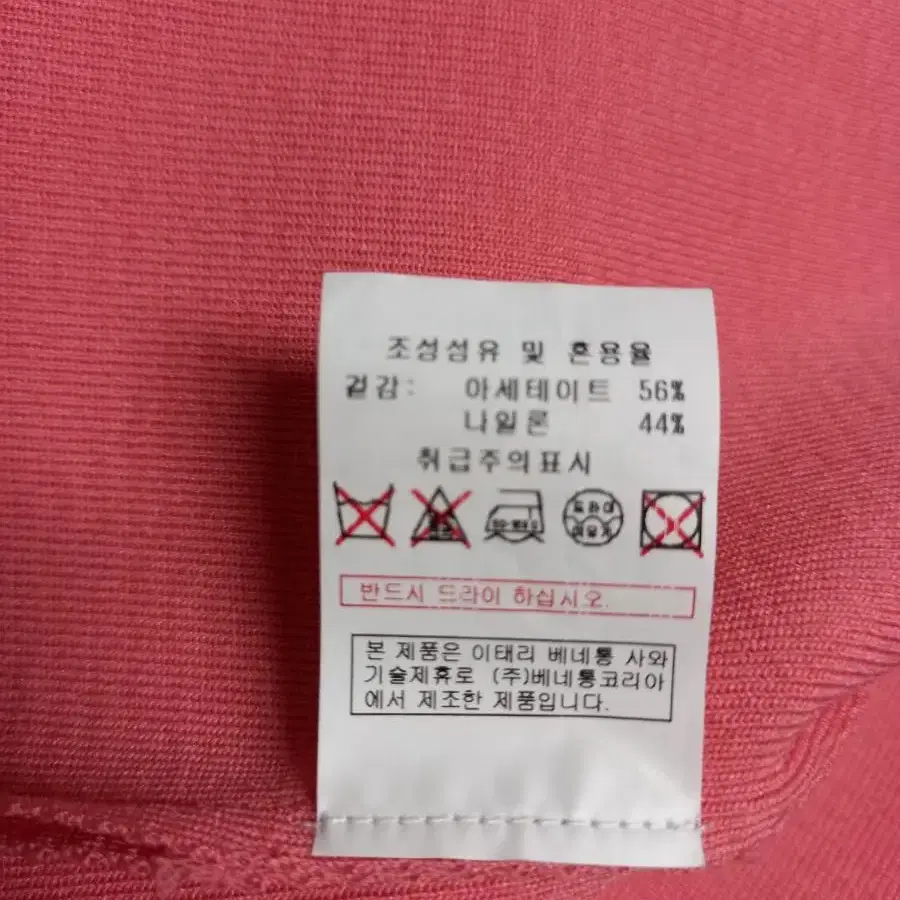 조성섬유 및 혼용율
겉감: 아세테이트 56%
나일론 44%
취급주의표시
드라이
반드시 드라이 하십시오.
본 제품은 이태리 베네통 사와
기술제휴로 (주)베네통코리아
에서 제조한 제품입니다.